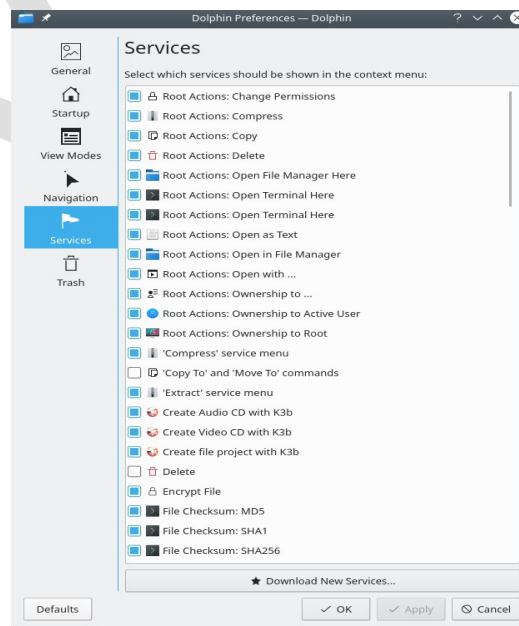 Dolphin Preferences — Dolphin
General
Startup
View Modes
Navigation
Services
Trash
Services
Select which services should be shown in the context menu:
Root Actions: Change Permissions
Root Actions: Compress
Root Actions: Copy
Root Actions: Delete
Root Actions: Open File Manager Here
Root Actions: Open Terminal Here
Root Actions: Open Terminal Here
Root Actions: Open as Text
Root Actions: Open in File Manager
Root Actions: Open with ...
Root Actions: Ownership to ...
Root Actions: Ownership to Active User
Root Actions: Ownership to Root
'Compress' service menu
'Copy To' and 'Move To' commands
'Extract' service menu
Create Audio CD with K3b
Create Video CD with K3b
Create file project with K3b
Delete
Encrypt File
File Checksum: MD5
File Checksum: SHA1
File Checksum: SHA256
Download New Services...
Defaults
OK
Apply
Cancel